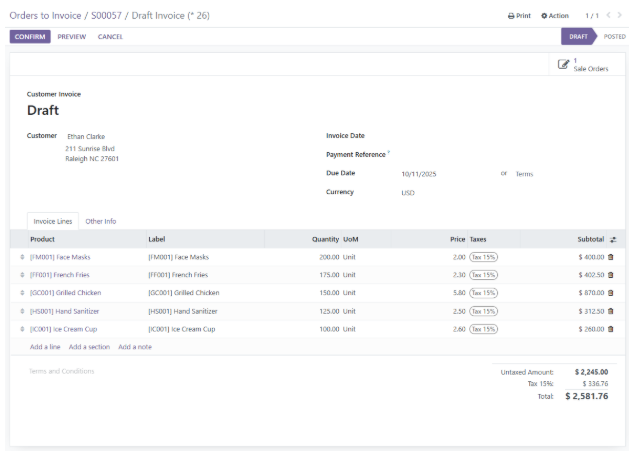 Orders to Invoice / S00057 / Draft Invoice (* 26)
Print Action 1 / 1
CONFIRM PREVIEW CANCEL DRAFT POSTED
1
Sale Orders
Customer Invoice
Draft
Customer Ethan Clarke Invoice Date
211 Sunrise Blvd
Raleigh NC 27601
Payment Reference ?
Due Date 10/11/2025 or Terms
Currency USD
Invoice Lines Other Info
Product Label Quantity UoM Price Taxes Subtotal
[FM001] Face Masks [FM001] Face Masks 200.00 Unit 2.00 Tax 15% $ 400.00
[FF001] French Fries [FF001] French Fries 175.00 Unit 2.30 Tax 15% $ 402.50
[GC001] Grilled Chicken [GC001] Grilled Chicken 150.00 Unit 5.80 Tax 15% $ 870.00
[HS001] Hand Sanitizer [HS001] Hand Sanitizer 125.00 Unit 2.50 Tax 15% $ 312.50
[IC001] Ice Cream Cup [IC001] Ice Cream Cup 100.00 Unit 2.60 Tax 15% $ 260.00
Add a line Add a section Add a note
Terms and Conditions
Untaxed Amount: $ 2,245.00
Tax 15%: $ 336.76
Total: $ 2,581.76